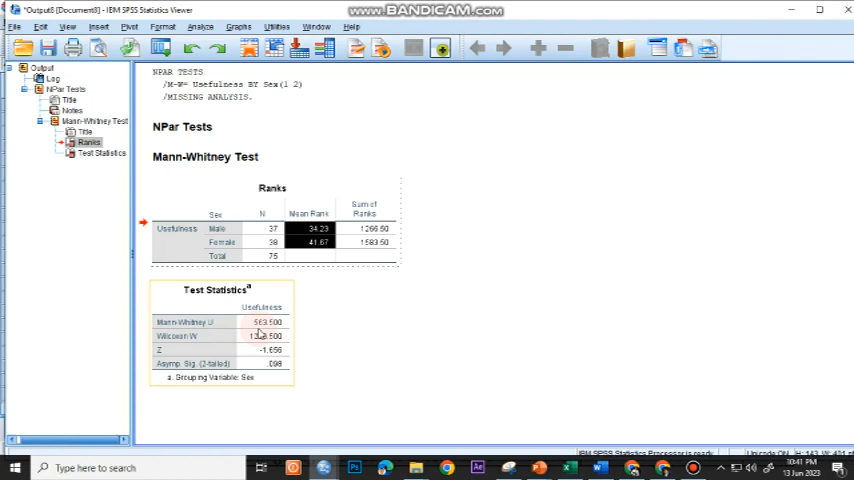 *Output8 [Document8] - IBM SPSS Statistics Viewer
www.BANDICAM.com
File Edit View Insert Pivot Format Analyze Graphs Utilities Window Help
Output
Log
NPar Tests
Title
Notes
Mann-Whitney Test
Title
Ranks
Test Statistics
NPAR TESTS
/M-W= Usefulness BY Sex(1 2)
/MISSING ANALYSIS.
NPar Tests
Mann-Whitney Test
Ranks
Sex N Mean Rank Sum of Ranks
Usefulness Male 37 34.23 1266.50
Female 38 41.67 1583.50
Total 75
Test Statistics a
Usefulness
Mann-Whitney U 563.500
Wilcoxon W
Z -1.656
Asymp. Sig. (2-tailed) .098
a. Grouping Variable: Sex
IBM SPSS Statistics Processor is ready
Unicode:ON
Type here to search
10:41 PM
13 Jun 2023